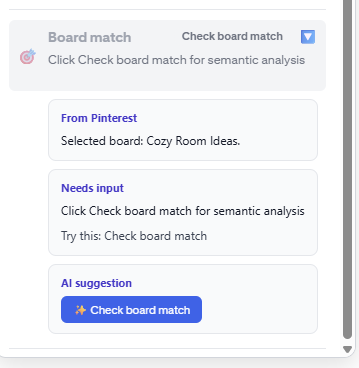 Board match Check board match
Click Check board match for semantic analysis
From Pinterest
Selected board: Cozy Room Ideas.
Needs input
Click Check board match for semantic analysis
Try this: Check board match
AI suggestion
✨ Check board match